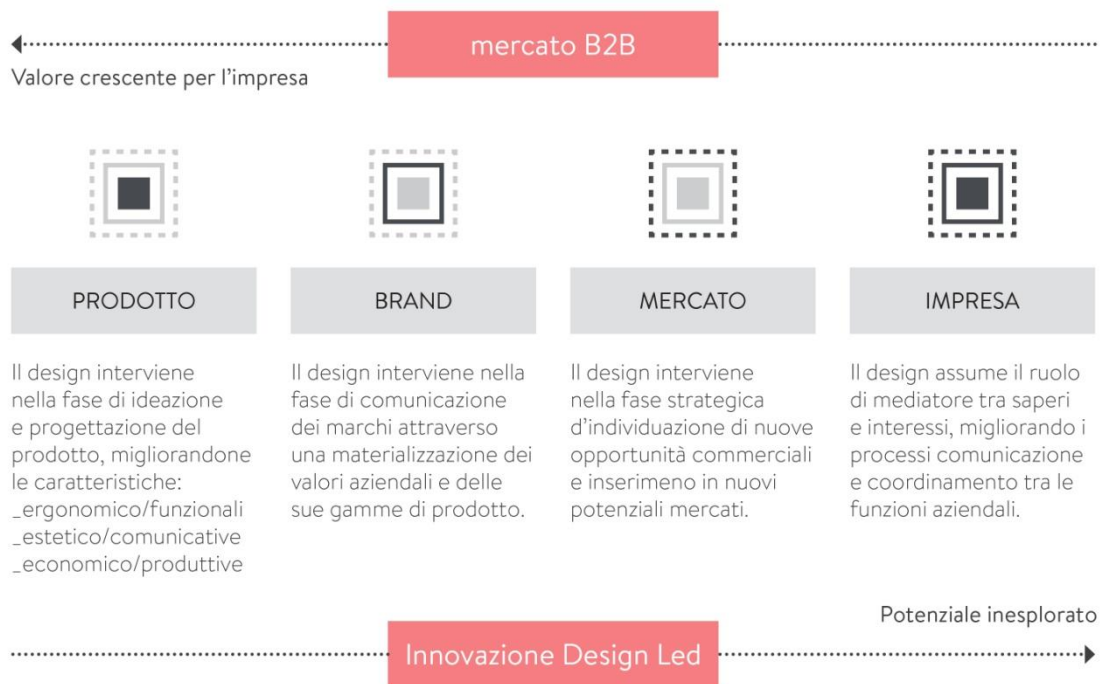 mercato B2B
Valore crescente per l'impresa
PRODOTTO
Il design interviene
nella fase di ideazione
e progettazione del
prodotto, migliorandone
le caratteristiche:
_ergonomico/funzionali
_estetico/comunicative
_economico/produttive
BRAND
Il design interviene nella
fase di comunicazione
dei marchi attraverso
una materializzazione dei
valori aziendali e delle
sue gamme di prodotto.
MERCATO
Il design interviene
nella fase strategica
d'individuazione di nuove
opportunità commerciali
e inserimeno in nuovi
potenziali mercati.
IMPRESA
Il design assume il ruolo
di mediatore tra saperi
e interessi, migliorando i
processi comunicazione
e coordinamento tra le
funzioni aziendali.
Potenziale inesplorato
Innovazione Design Led